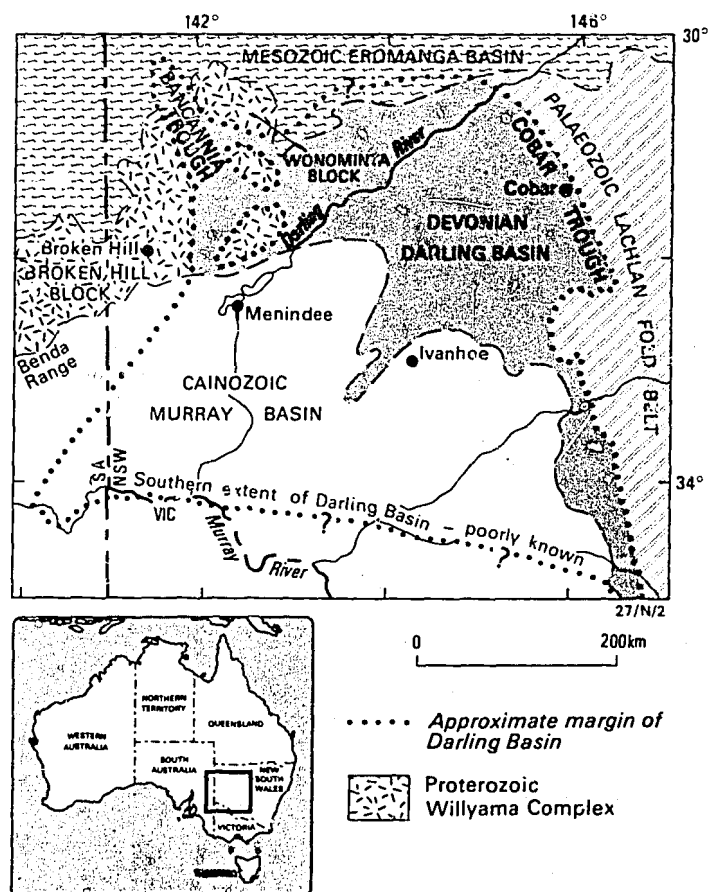 142°
146°
30°
MESOZOIC EROMANGA BASIN
BANCANNIA
TROUGH
WONOMINTA
BLOCK
Darling
River
PALAEOZOIC LACHLAN FOLD BELT
COBAR TROUGH
Cobar
Broken Hill
BROKEN HILL
BLOCK
DEVONIAN
DARLING BASIN
Menindee
Benda
Range
Ivanhoe
CAINOZOIC
MURRAY BASIN
SA
NSW
Southern extent of Darling Basin – poorly known
34°
VIC
Murray
River
?
?
?
27/N/2
0 200km
Approximate margin of
Darling Basin
Proterozoic
Willyama Complex
NORTHERN
TERRITORY
WESTERN
AUSTRALIA
QUEENSLAND
SOUTH
AUSTRALIA
NEW
SOUTH
WALES
VICTORIA